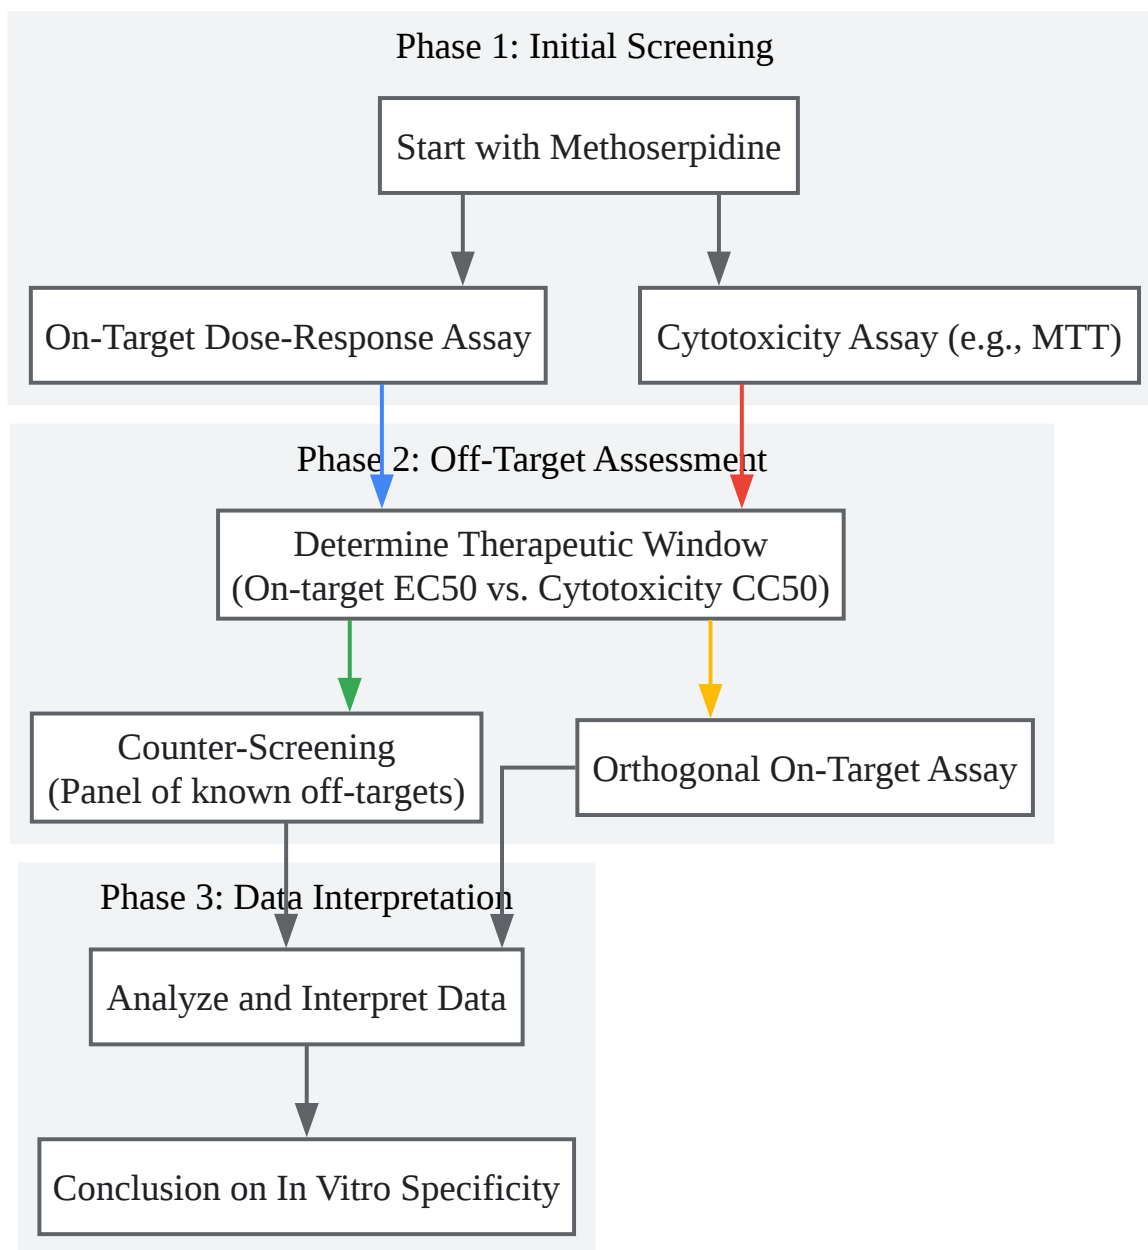 Phase 1: Initial Screening
Start with Methoserpidine
On-Target Dose-Response Assay
Cytotoxicity Assay (e.g., MTT)
Phase 2: Off-Target Assessment
Determine Therapeutic Window
(On-target EC50 vs. Cytotoxicity CC50)
Counter-Screening
(Panel of known off-targets)
Orthogonal On-Target Assay
Phase 3: Data Interpretation
Analyze and Interpret Data
Conclusion on In Vitro Specificity